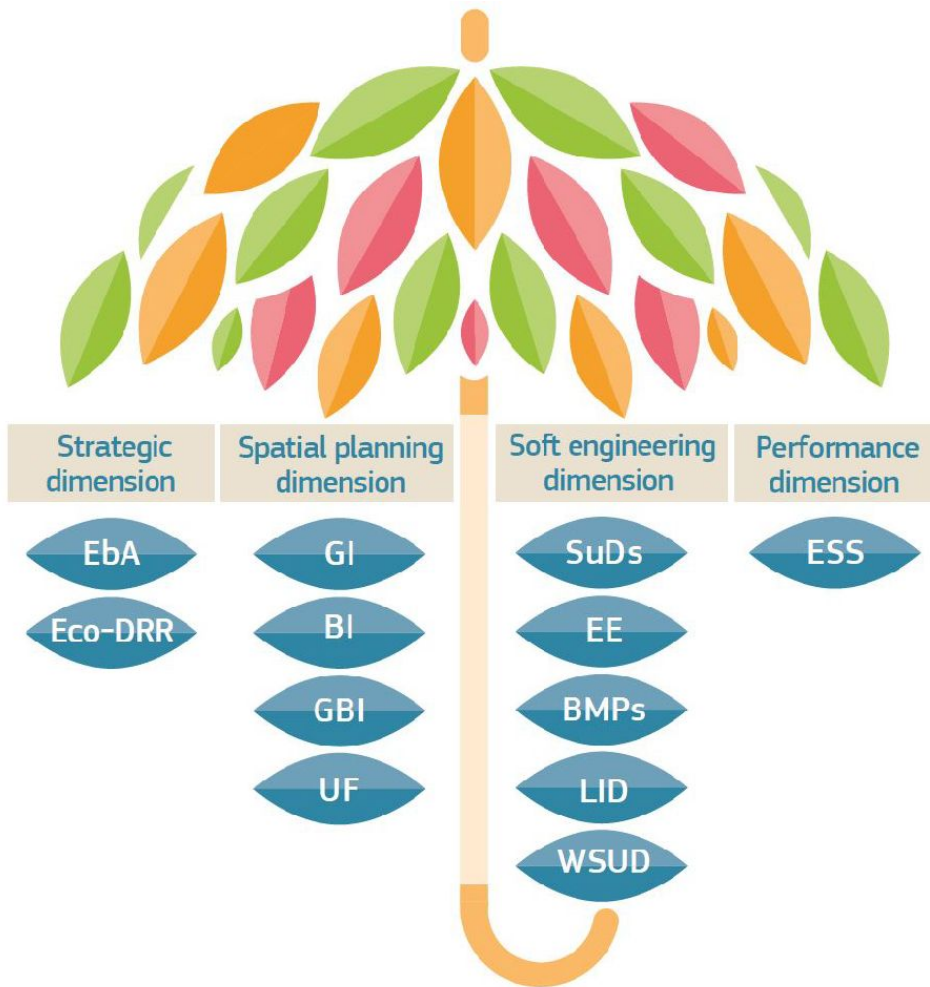 Strategic
dimension
EbA
Eco-DRR
Spatial planning
dimension
GI
BI
GBI
UF
Soft engineering
dimension
SuDs
EE
BMPs
LID
WSUD
Performance
dimension
ESS